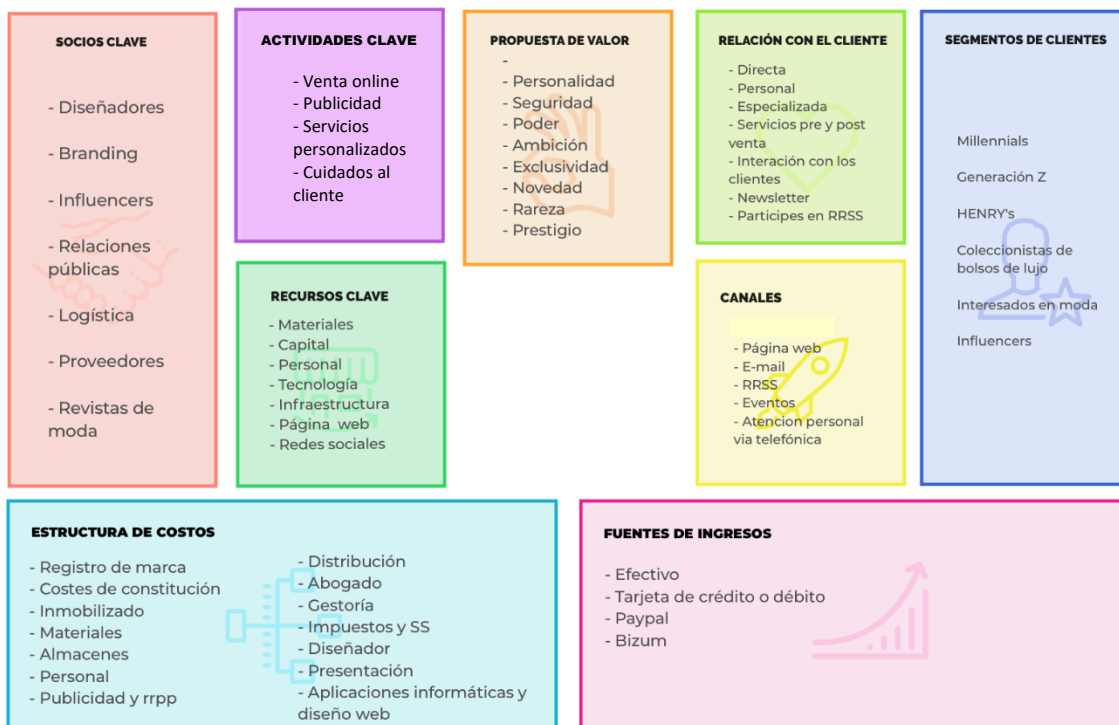 SOCIOS CLAVE
- Diseñadores
- Branding
- Influencers
- Relaciones
públicas
- Logística
- Proveedores
- Revistas de
moda
ACTIVIDADES CLAVE
- Venta online
- Publicidad
- Servicios
personalizados
- Cuidados al
cliente
RECURSOS CLAVE
- Materiales
- Capital
- Personal
- Tecnología
- Infraestructura
- Página web
- Redes sociales
PROPUESTA DE VALOR
-
- Personalidad
- Seguridad
- Poder
- Ambición
- Exclusividad
- Novedad
- Rareza
- Prestigio
RELACIÓN CON EL CLIENTE
- Directa
- Personal
- Especializada
- Servicios pre y post
venta
- Interación con los
clientes
- Newsletter
- Participes en RRSS
CANALES
- Página web
- E-mail
- RRSS
- Eventos
- Atencion personal
via telefónica
SEGMENTOS DE CLIENTES
Millennials
Generación Z
HENRY's
Coleccionistas de
bolsos de lujo
Interesados en moda
Influencers
ESTRUCTURA DE COSTOS
- Registro de marca
- Costes de constitución
- Inmobilizado
- Materiales
- Almacenes
- Personal
- Publicidad y rrpp
- Distribución
- Abogado
- Gestoría
- Impuestos y SS
- Diseñador
- Presentación
- Aplicaciones informáticas y
diseño web
FUENTES DE INGRESOS
- Efectivo
- Tarjeta de crédito o débito
- Paypal
- Bizum